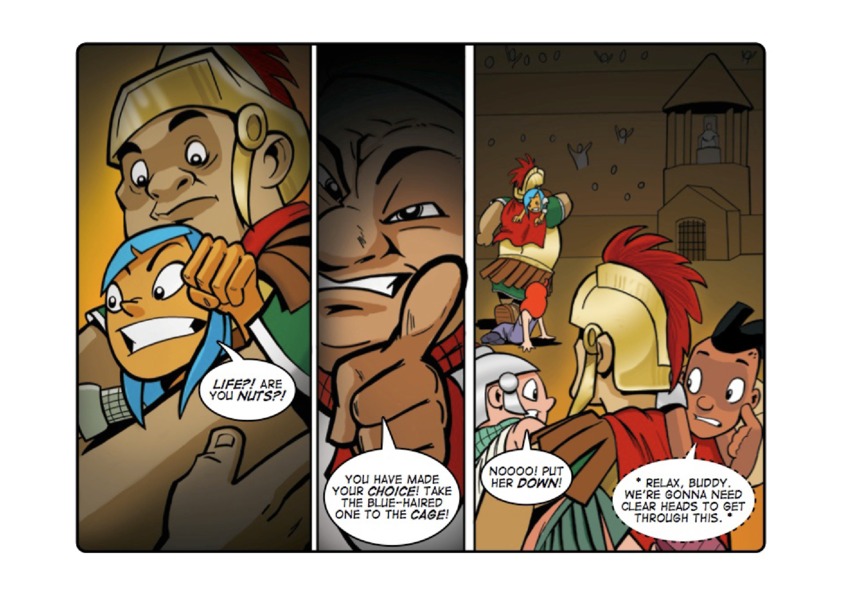 LIFE?! ARE
YOU NUTS?!
YOU HAVE MADE
YOUR CHOICE! TAKE
THE BLUE-HAIRED
ONE TO THE CAGE!
NOOOO! PUT
HER DOWN!
* RELAX, BUDDY.
WE'RE GONNA NEED
CLEAR HEADS TO GET
THROUGH THIS. *